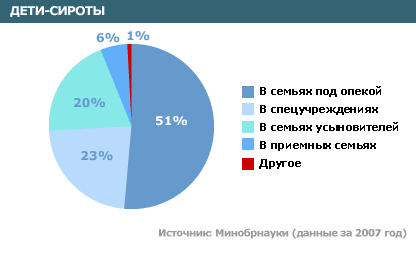 ДЕТИ-СИРОТЫ
6% 1%
20%
51%
23%
В семьях под опекой
В спецучреждениях
В семьях усыновителей
В приемных семьях
Другое
Источник: Минобрнауки (данные за 2007 год)